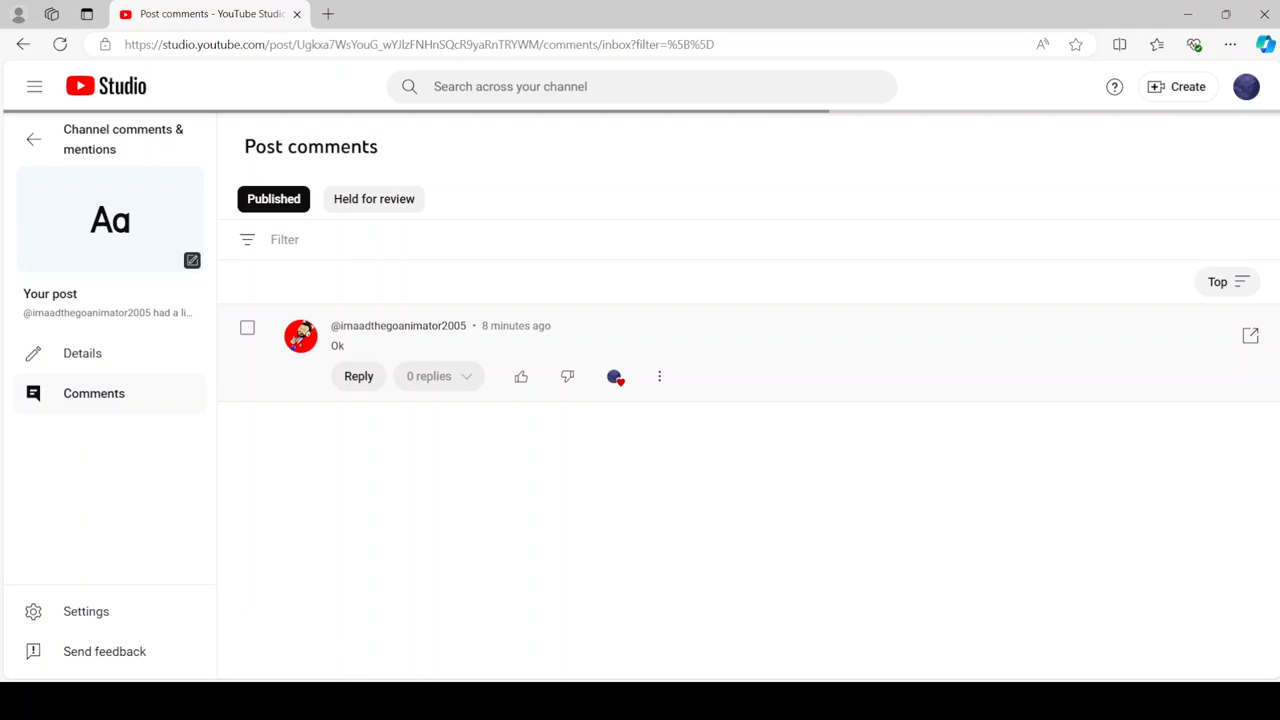 Post comments - YouTube Studio
https://studio.youtube.com/post/Ugkxa7WsYouG_wYJlzFNHnSQcR9yaRnTRYWM/comments/inbox?filter=%5B%5D
Studio
Search across your channel
Create
Channel comments &
mentions
Aa
Your post
@imaadthegoanimator2005 had a li...
Details
Comments
Settings
Send feedback
Post comments
Published
Held for review
Filter
Top
@imaadthegoanimator2005 • 8 minutes ago
Ok
Reply
0 replies